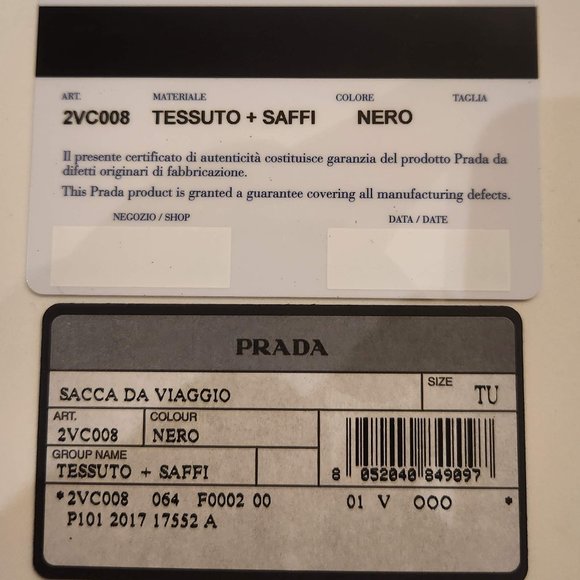 ART. MATERIALE COLORE TAGLIA
2VC008 TESSUTO + SAFFI NERO
Il presente certificato di autenticità costituisce garanzia del prodotto Prada da
difetti originari di fabbricazione.
This Prada product is granted a guarantee covering all manufacturing defects.
NEGOZIO / SHOP DATA / DATE
PRADA
SACCA DA VIAGGIO SIZE TU
ART. COLOUR
2VC008 NERO
GROUP NAME
TESSUTO + SAFFI
8 052040 849097
*2VC008 064 F0002 00 01 V OOO *
P101 2017 17552 A